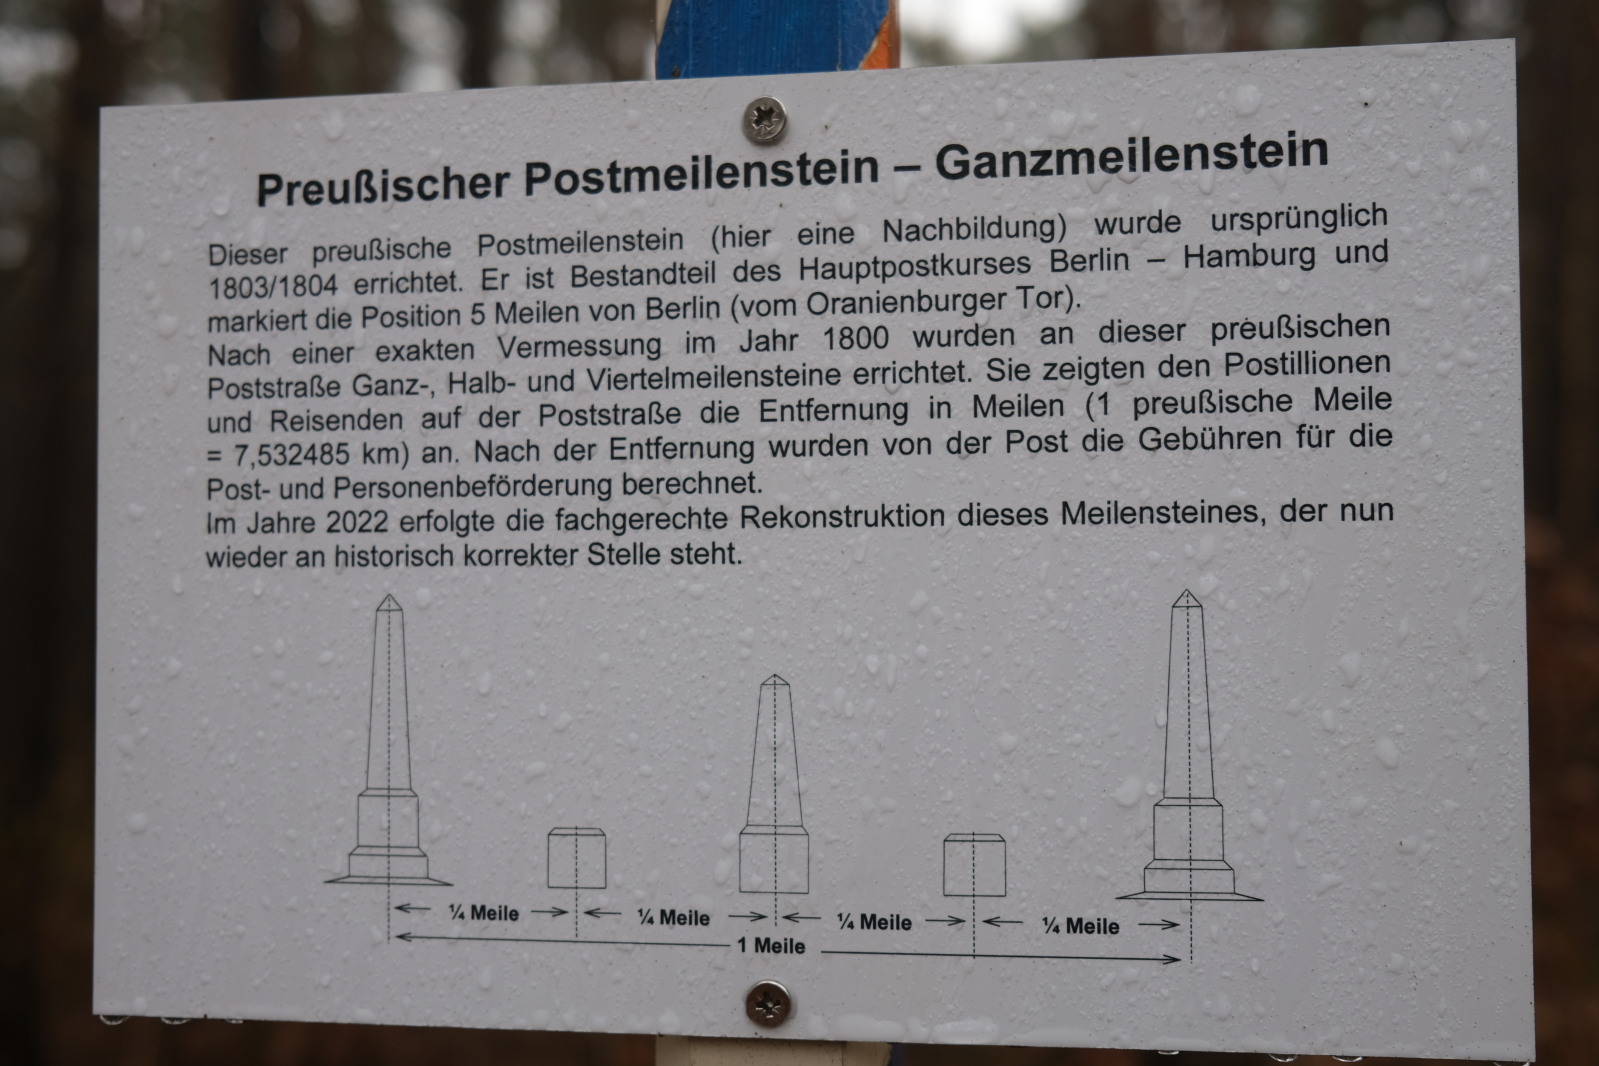 Preußischer Postmeilenstein – Ganzmeilenstein
Dieser preußische Postmeilenstein (hier eine Nachbildung) wurde ursprünglich
1803/1804 errichtet. Er ist Bestandteil des Hauptpostkurses Berlin – Hamburg und
markiert die Position 5 Meilen von Berlin (vom Oranienburger Tor).
Nach einer exakten Vermessung im Jahr 1800 wurden an dieser preußischen
Poststraße Ganz-, Halb- und Viertelmeilensteine errichtet. Sie zeigten den Postillionen
und Reisenden auf der Poststraße die Entfernung in Meilen (1 preußische Meile
= 7,532485 km) an. Nach der Entfernung wurden von der Post die Gebühren für die
Post- und Personenbeförderung berechnet.
Im Jahre 2022 erfolgte die fachgerechte Rekonstruktion dieses Meilensteines, der nun
wieder an historisch korrekter Stelle steht.
¼ Meile ¼ Meile ¼ Meile ¼ Meile
1 Meile